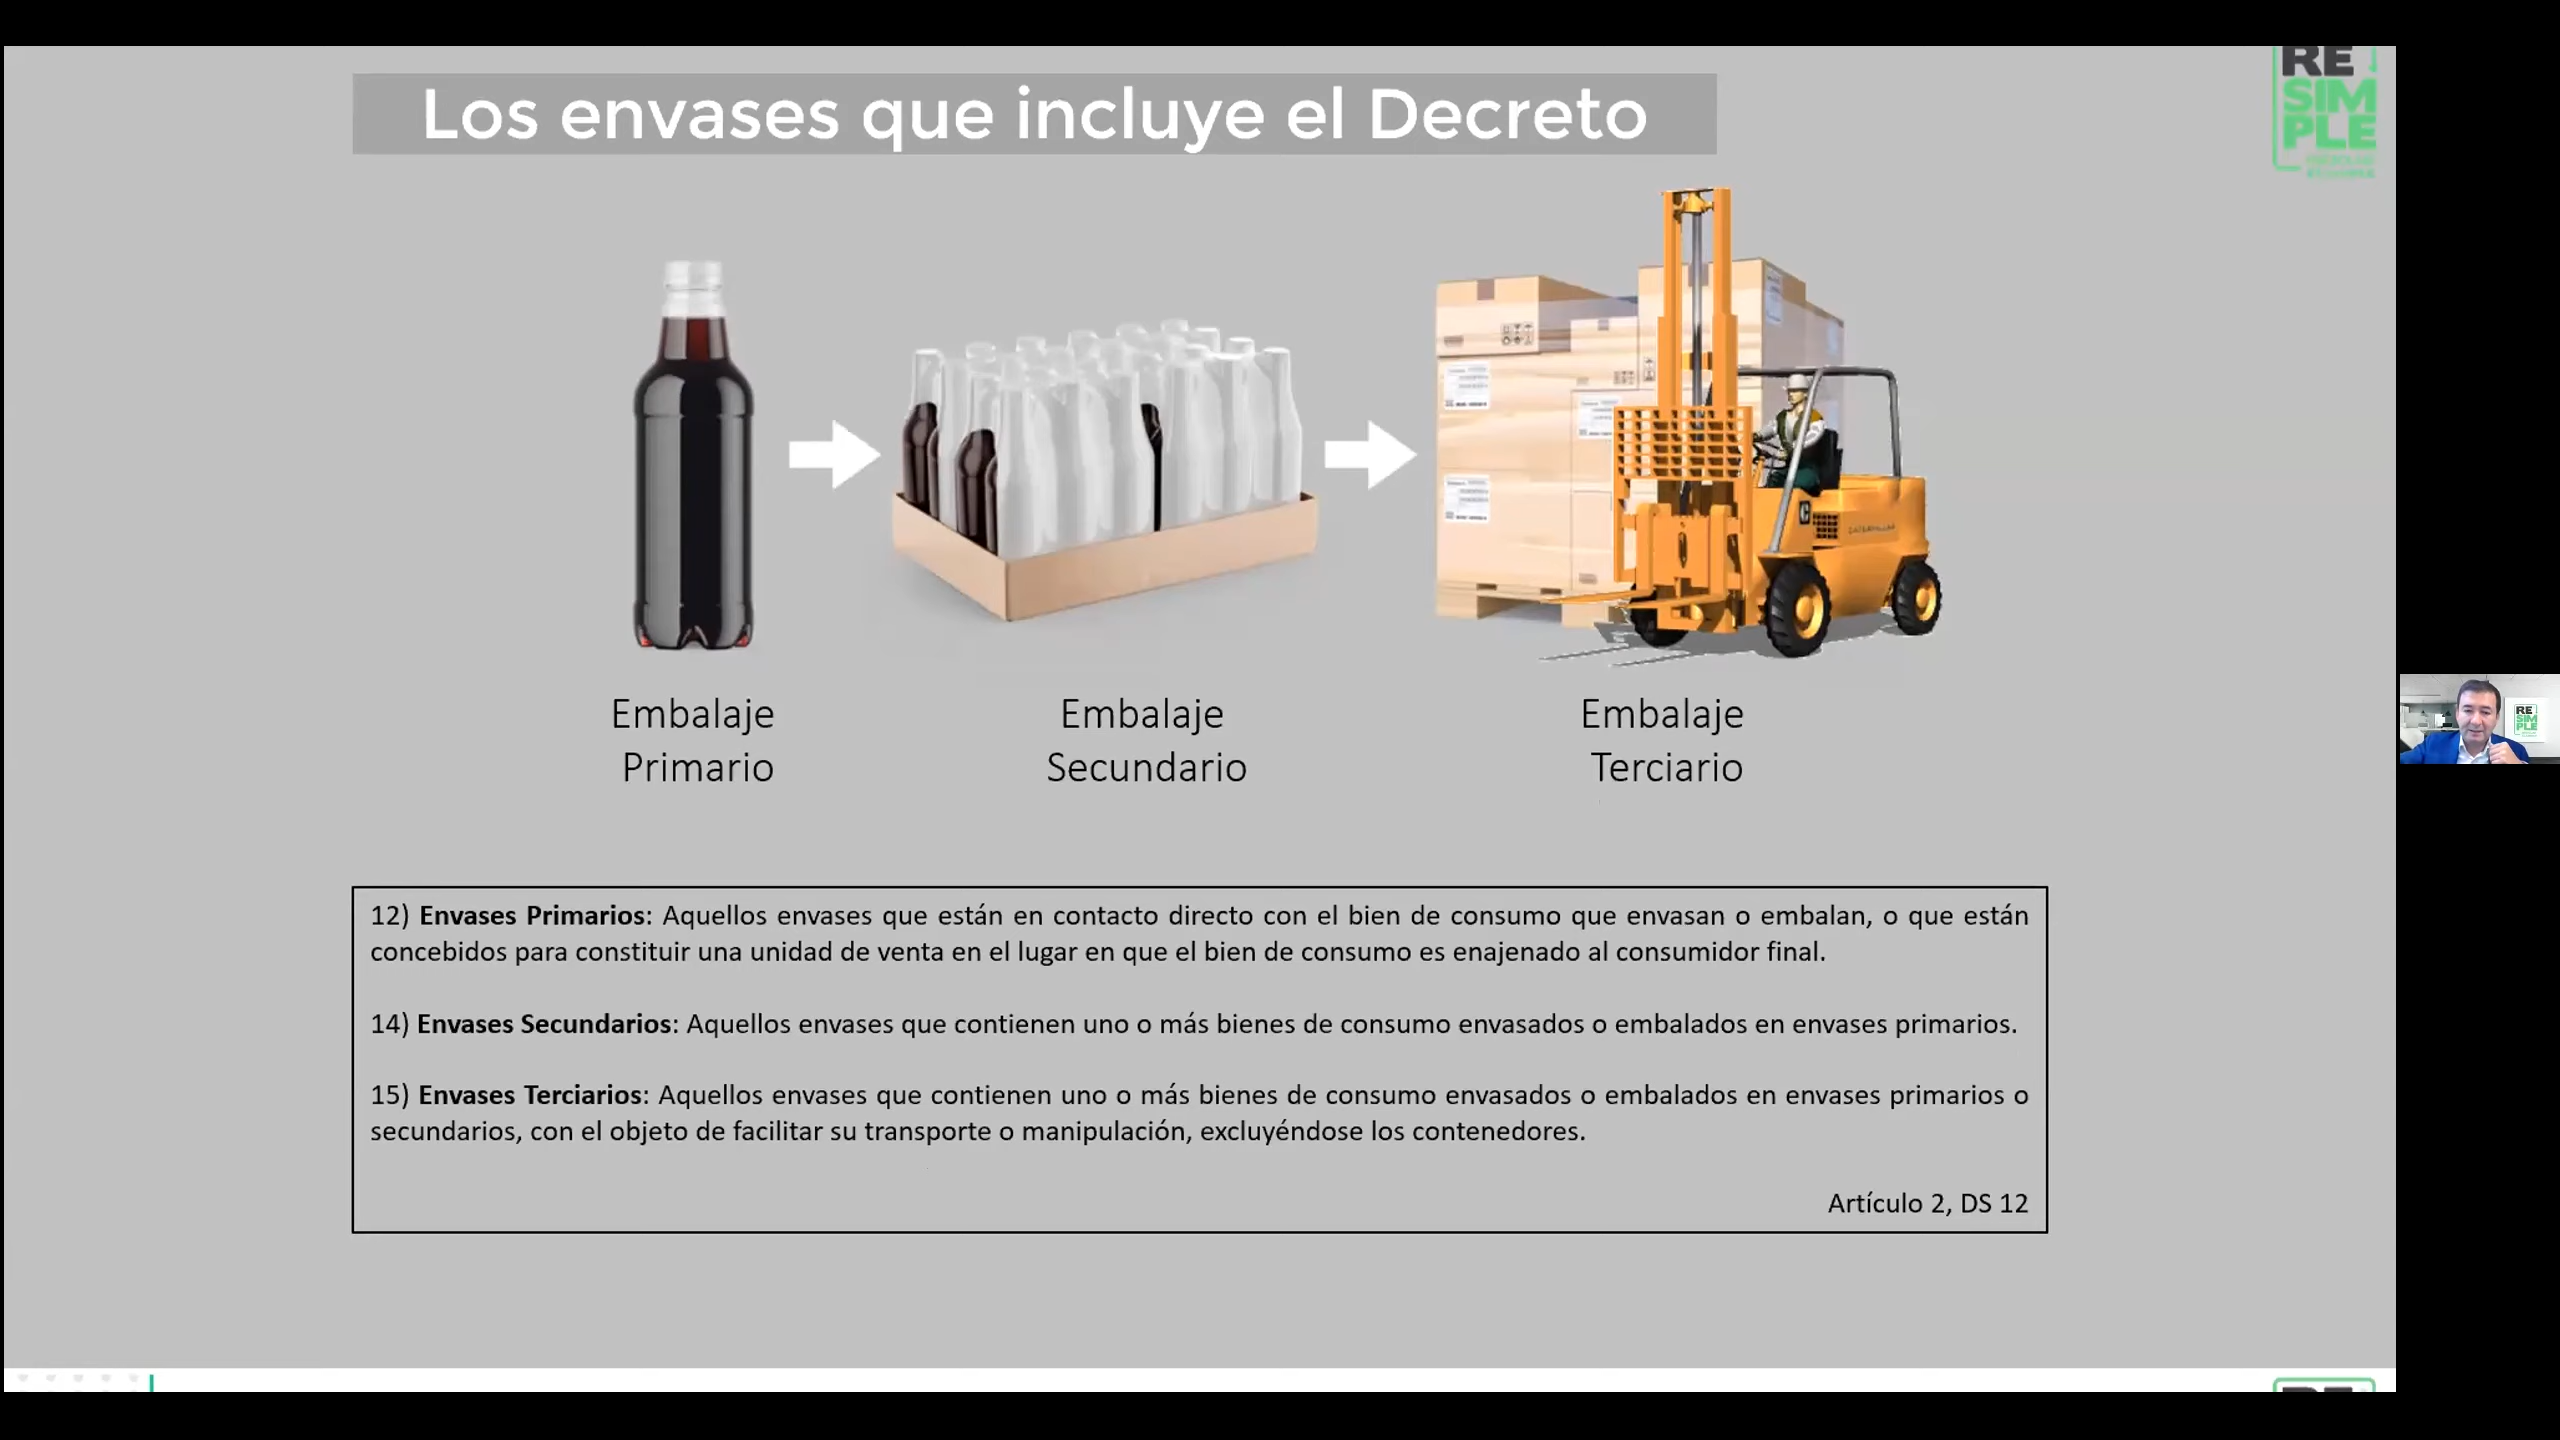 RE
SIM
PLE
Los envases que incluye el Decreto
Embalaje
Primario
Embalaje
Secundario
Embalaje
Terciario
12) Envases Primarios: Aquellos envases que están en contacto directo con el bien de consumo que envasan o embalan, o que están
concebidos para constituir una unidad de venta en el lugar en que el bien de consumo es enajenado al consumidor final.
14) Envases Secundarios: Aquellos envases que contienen uno o más bienes de consumo envasados o embalados en envases primarios.
15) Envases Terciarios: Aquellos envases que contienen uno o más bienes de consumo envasados o embalados en envases primarios o
secundarios, con el objeto de facilitar su transporte o manipulación, excluyéndose los contenedores.
Artículo 2, DS 12
RE
SIM
PLE